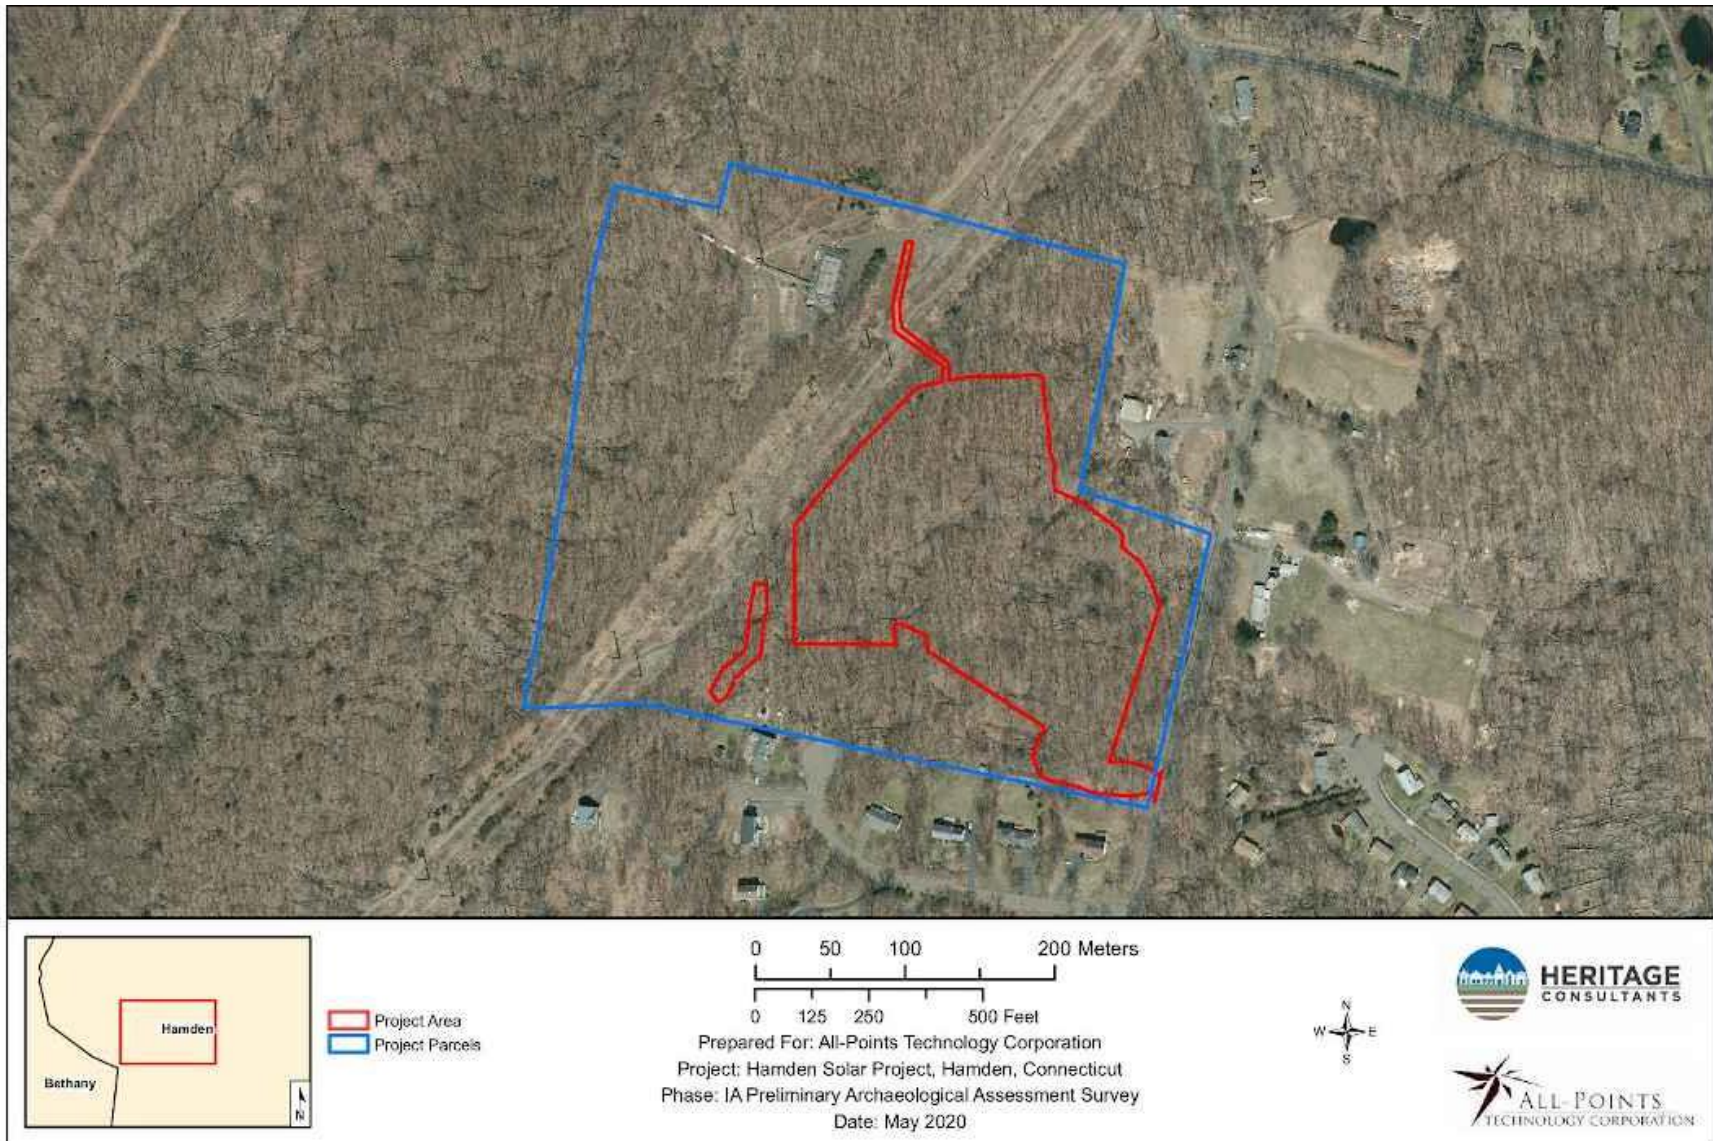 Hamden
Bethany
N
Project Area
Project Parcels
0 50 100 200 Meters
0 125 250 500 Feet
Prepared For: All-Points Technology Corporation
Project: Hamden Solar Project, Hamden, Connecticut
Phase: IA Preliminary Archaeological Assessment Survey
Date: May 2020
N
W E
S
HERITAGE
CONSULTANTS
ALL-POINTS
TECHNOLOGY CORPORATION